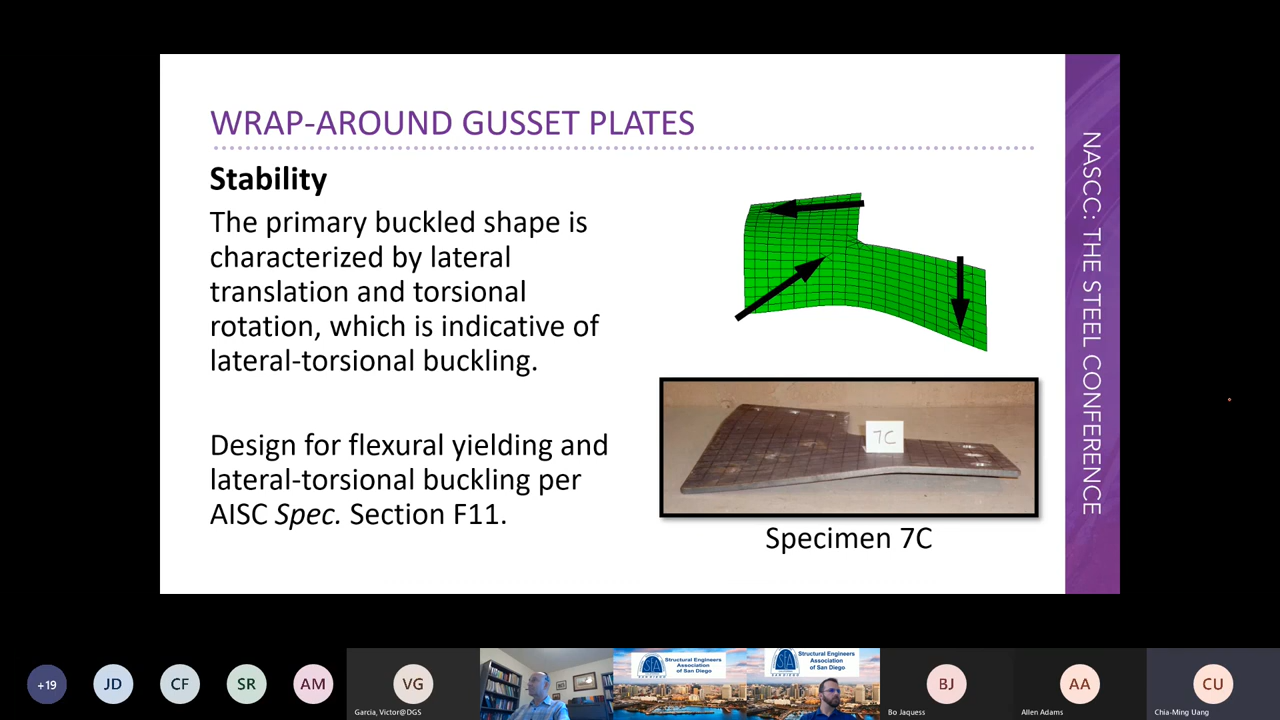 WRAP-AROUND GUSSET PLATES
Stability
The primary buckled shape is
characterized by lateral
translation and torsional
rotation, which is indicative of
lateral-torsional buckling.
Design for flexural yielding and
lateral-torsional buckling per
AISC Spec. Section F11.
7C
Specimen 7C
NASCC: THE STEEL CONFERENCE
+19
JD
CF
SR
AM
VG
Garcia, Victor@DGS
Structural Engineers
Association
of San Diego
Structural Engineers
Association
of San Diego
BJ
Bo Jaquess
AA
Allen Adams
CU
Chia-Ming Uang